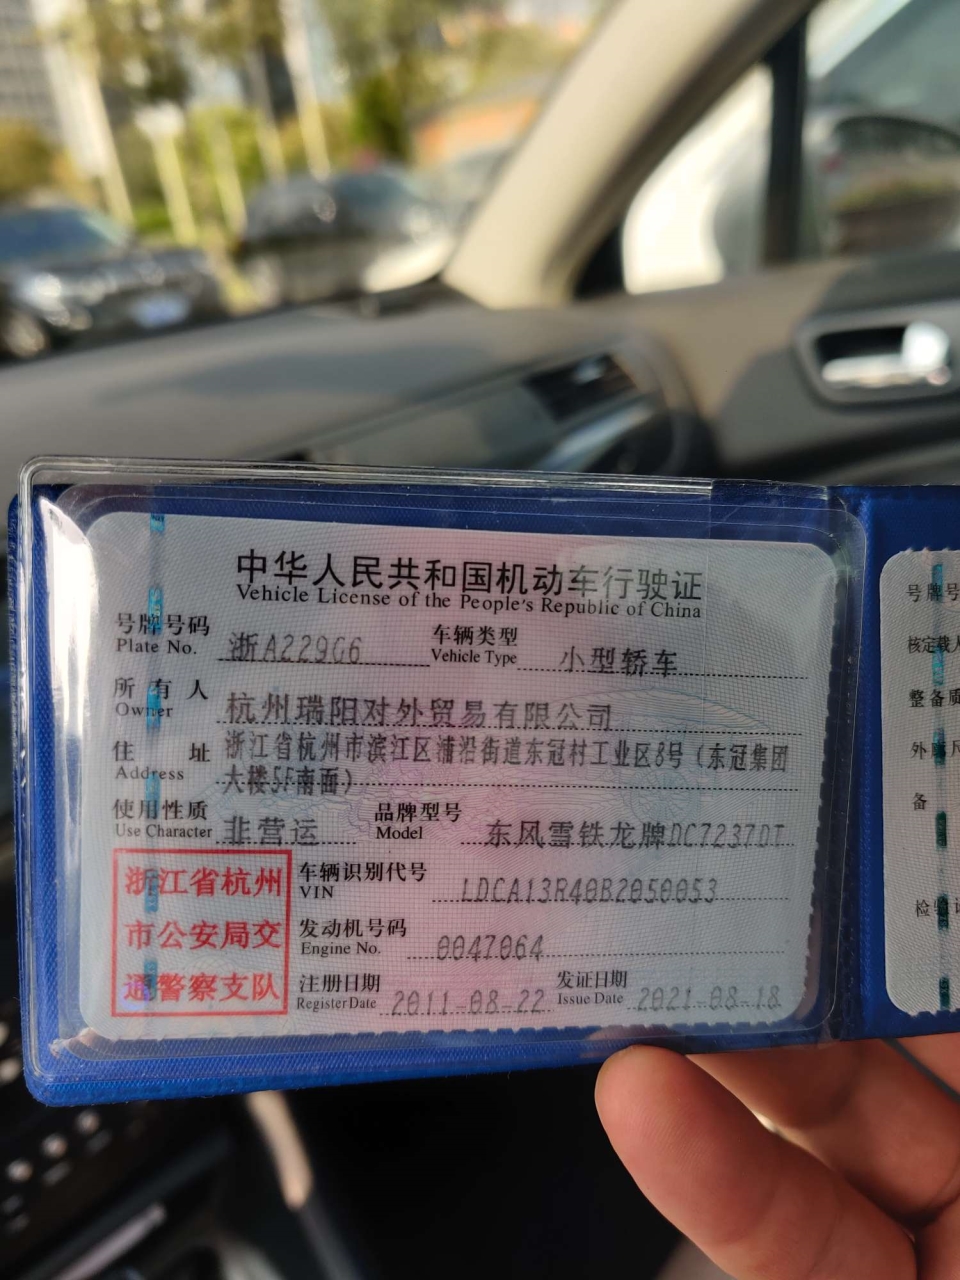 中华人民共和国机动车行驶证
Vehicle License of the People's Republic of China
号牌号码 浙A229G6 车辆类型 小型轿车
Plate No. Vehicle Type
所有人 杭州瑞阳对外贸易有限公司
Owner
住址 浙江省杭州市滨江区浦沿街道东冠村工业区8号（东冠集团
Address 大楼5F南面）
使用性质 非营运 品牌型号 东风雪铁龙牌DC7237DT
Use Character Model
浙江省杭州
市公安局交
通警察支队
车辆识别代号 LDCA13R40B2050053
VIN
发动机号码 0047064
Engine No.
注册日期 2011-08-22 发证日期 2021-08-18
Register Date Issue Date
号牌号
核定载人
整备质
外廓尺
备
检验记